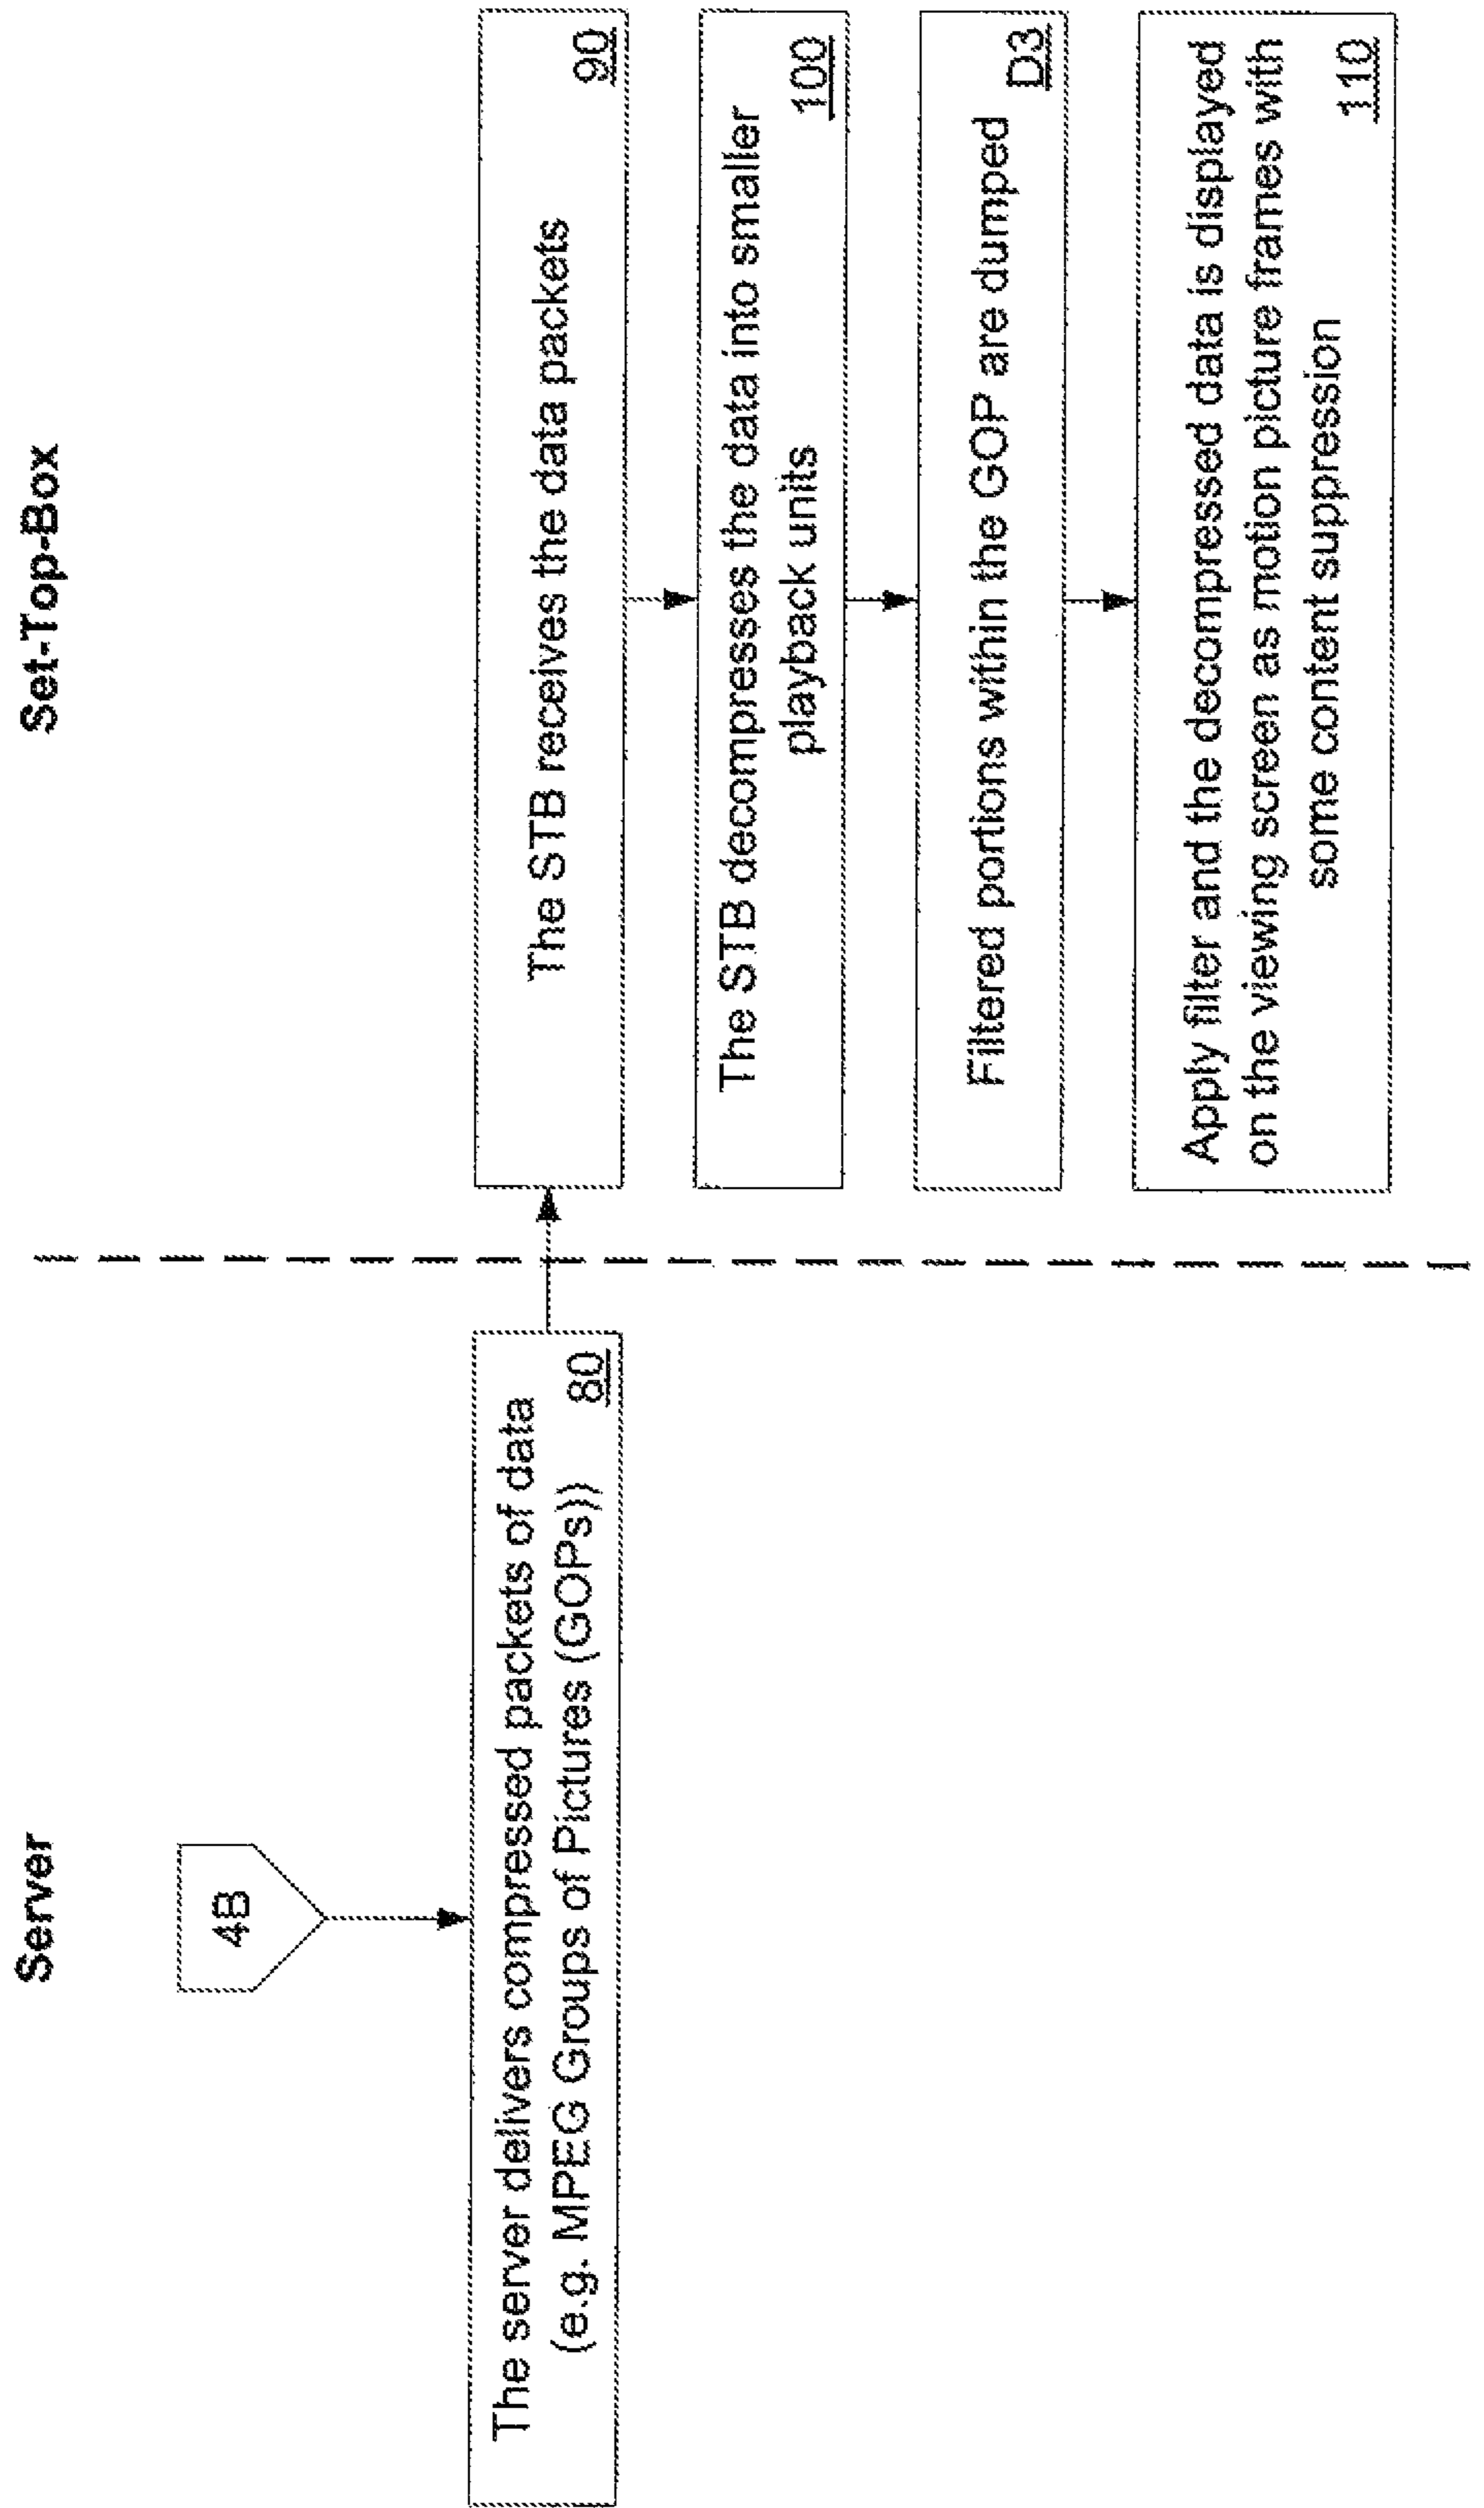 Server
Set-Top-Box
4B
The server delivers compressed packets of data
(e.g. MPEG Groups of Pictures (GOPs))
80
The STB receives the data packets
90
The STB decompresses the data into smaller
playback units
100
Filtered portions within the GOP are dumped
D3
Apply filter and the decompressed data is displayed
on the viewing screen as motion picture frames with
some content suppression
110